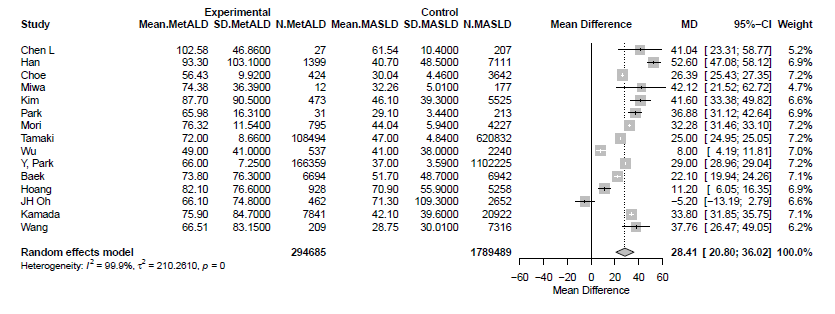 Experimental Control
Study Mean.MetALD SD.MetALD N.MetALD Mean.MASLD SD.MASLD N.MASLD Mean Difference MD 95%-CI Weight
Chen L 102.58 46.8600 27 61.54 10.4000 207 41.04 [23.31; 58.77] 5.2%
Han 93.30 103.1000 1399 40.70 48.5000 7111 52.60 [47.08; 58.12] 6.9%
Choe 56.43 9.9200 424 30.04 4.4600 3642 26.39 [25.43; 27.35] 7.2%
Miwa 74.38 36.3900 12 32.26 5.0100 177 42.12 [21.52; 62.72] 4.7%
Kim 87.70 90.5000 473 46.10 39.3000 5525 41.60 [33.38; 49.82] 6.6%
Park 65.98 16.3100 31 29.10 3.4400 213 36.88 [31.12; 42.64] 6.9%
Mori 76.32 11.5400 795 44.04 5.9400 4227 32.28 [31.46; 33.10] 7.2%
Tamaki 72.00 8.6600 108494 47.00 4.8400 620832 25.00 [24.95; 25.05] 7.2%
Wu 49.00 41.0000 537 41.00 38.0000 2240 8.00 [ 4.19; 11.81] 7.1%
Y, Park 66.00 7.2500 166359 37.00 3.5900 1102225 29.00 [28.96; 29.04] 7.2%
Baek 73.80 76.3000 6694 51.70 48.7000 6942 22.10 [19.94; 24.26] 7.2%
Hoang 82.10 76.6000 928 70.90 55.9000 5258 11.20 [ 6.05; 16.35] 6.9%
JH Oh 66.10 74.8000 462 71.30 109.3000 2652 −5.20 [−13.19; 2.79] 6.6%
Kamada 75.90 84.7000 7841 42.10 39.6000 20922 33.80 [31.85; 35.75] 7.2%
Wang 66.51 83.1500 209 28.75 30.0100 7316 37.76 [26.47; 49.05] 6.2%
Random effects model 294685 1789489 28.41 [ 20.80; 36.02] 100.0%
Heterogeneity: I² = 99.9%, τ² = 210.2610, p = 0
−60 −40 −20 0 20 40 60
Mean Difference